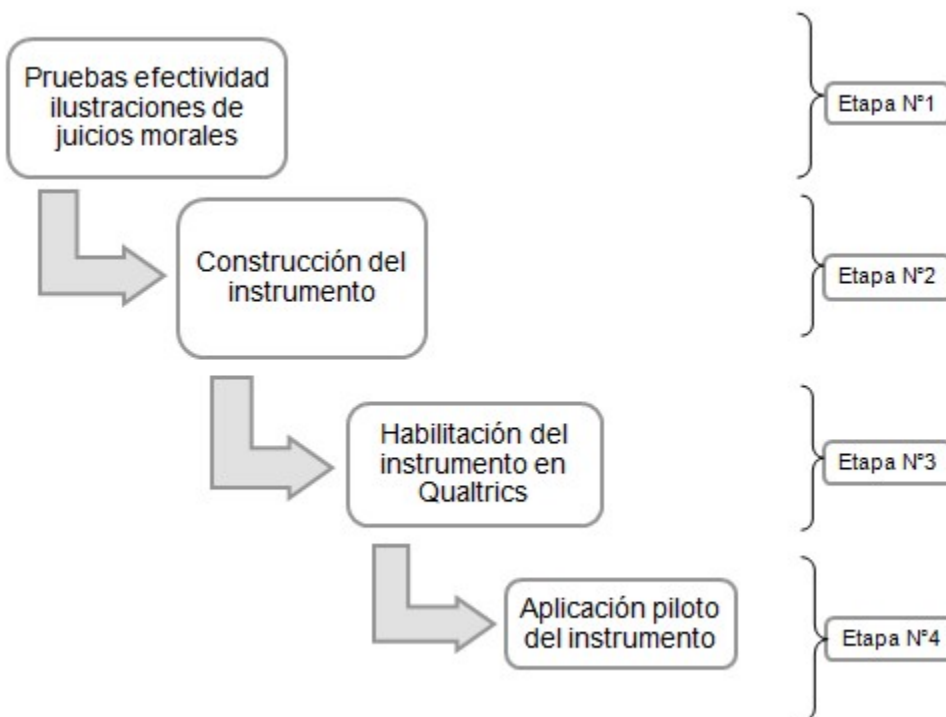 Pruebas efectividad
ilustraciones de
juicios morales
Etapa N°1
Construcción del
instrumento
Etapa N°2
Habilitación del
instrumento en
Qualtrics
Etapa N°3
Aplicación piloto
del instrumento
Etapa N°4